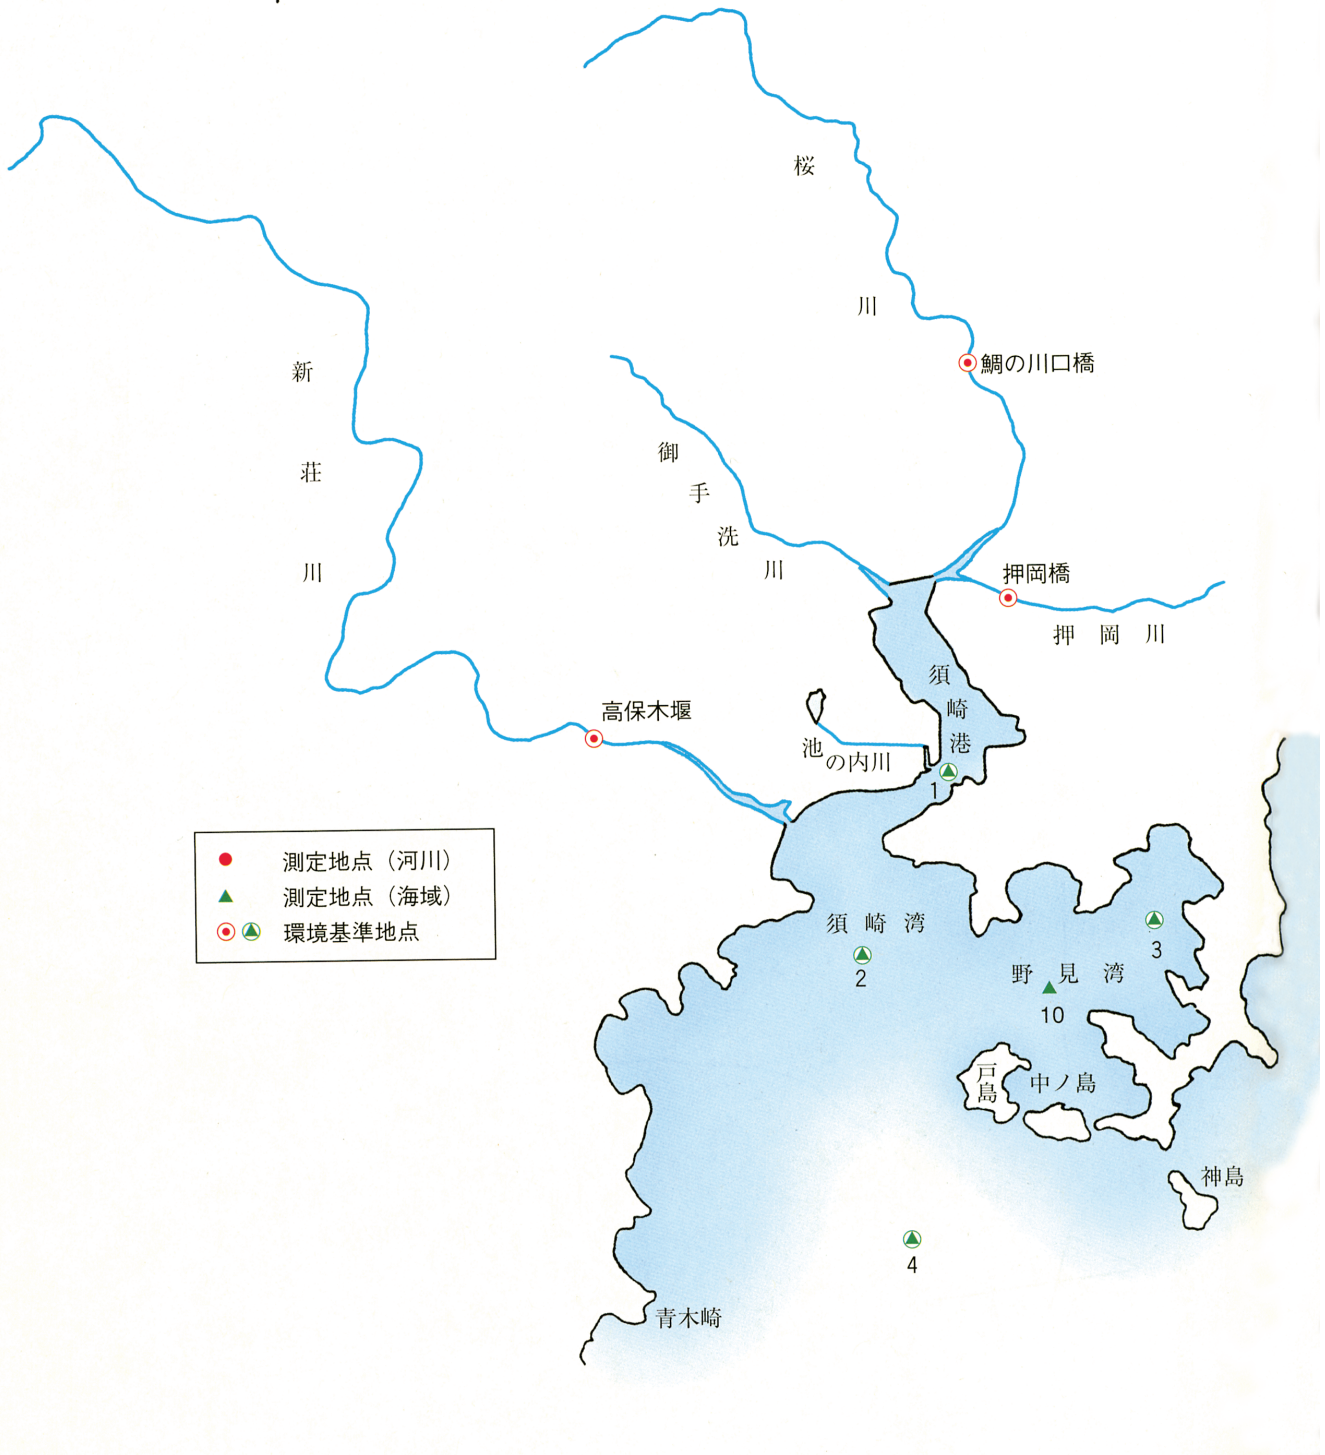 桜川
鯛の川口橋
新荘川
御手洗川
押岡橋
押岡川
須崎港
高保木堰
池の内川
1
測定地点（河川）
測定地点（海域）
環境基準地点
須崎湾
2
3
野見湾
10
戸島
中ノ島
神島
4
青木崎